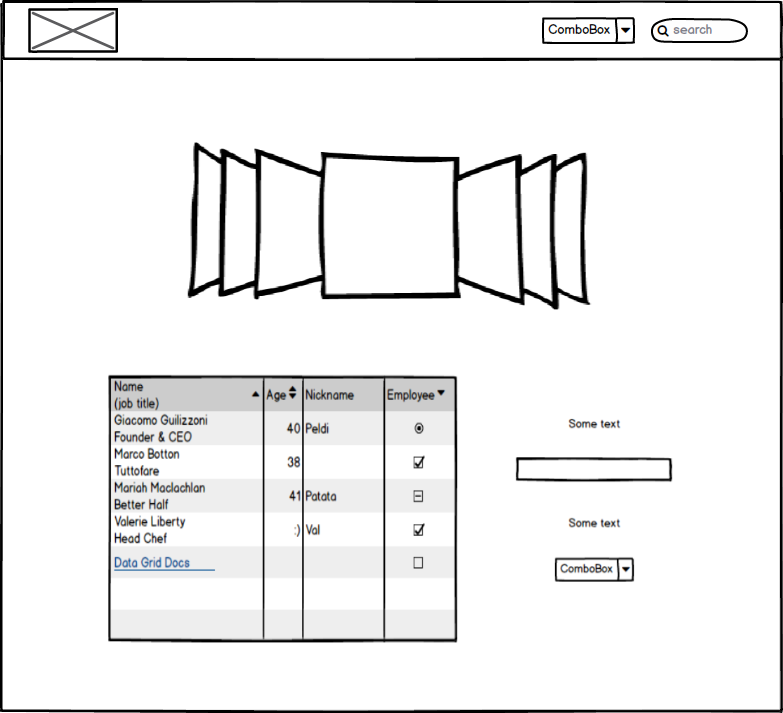 ComboBox
search
Name
(job title)
Age
Nickname
Employee
Giacomo Guilizzoni
Founder & CEO
40
Peldi
Marco Botton
Tuttofare
38
Mariah Maclachlan
Better Half
41
Patata
Valerie Liberty
Head Chef
:)
Val
Data Grid Docs
Some text
Some text
ComboBox